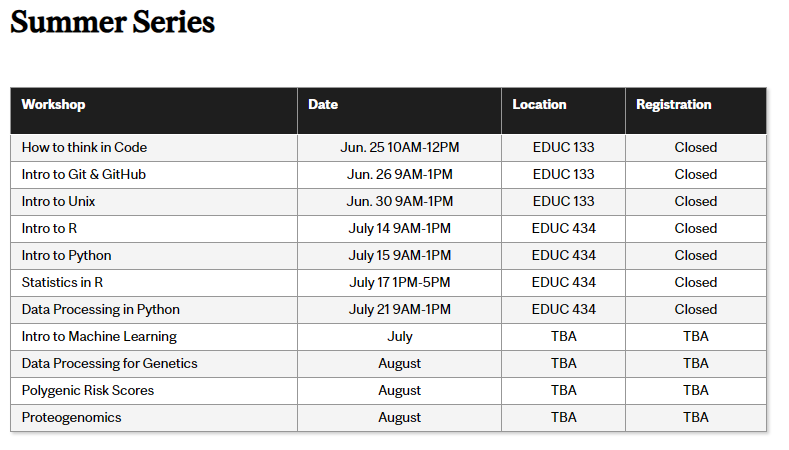 Summer Series
Workshop Date Location Registration
How to think in Code Jun. 25 10AM-12PM EDUC 133 Closed
Intro to Git & GitHub Jun. 26 9AM-1PM EDUC 133 Closed
Intro to Unix Jun. 30 9AM-1PM EDUC 133 Closed
Intro to R July 14 9AM-1PM EDUC 434 Closed
Intro to Python July 15 9AM-1PM EDUC 434 Closed
Statistics in R July 17 1PM-5PM EDUC 434 Closed
Data Processing in Python July 21 9AM-1PM EDUC 434 Closed
Intro to Machine Learning July TBA TBA
Data Processing for Genetics August TBA TBA
Polygenic Risk Scores August TBA TBA
Proteogenomics August TBA TBA